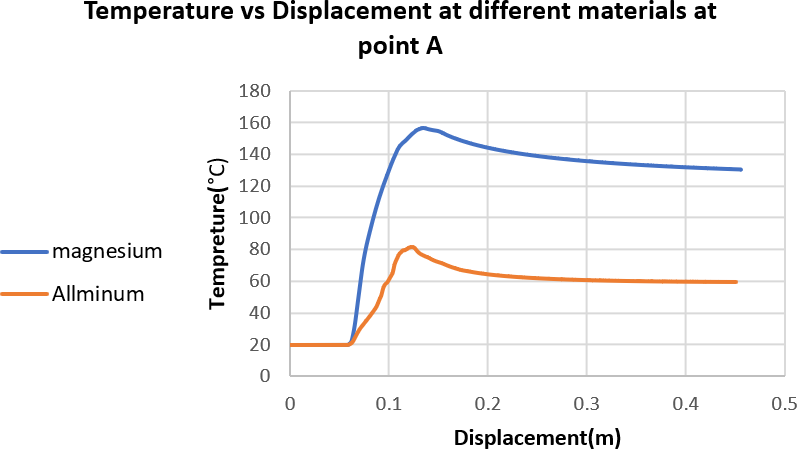 Temperature vs Displacement at different materials at
point A
180
160
140
120
100
80
60
40
20
0
Tempreture(°C)
magnesium
Allminum
0
0.1
0.2
0.3
0.4
0.5
Displacement(m)